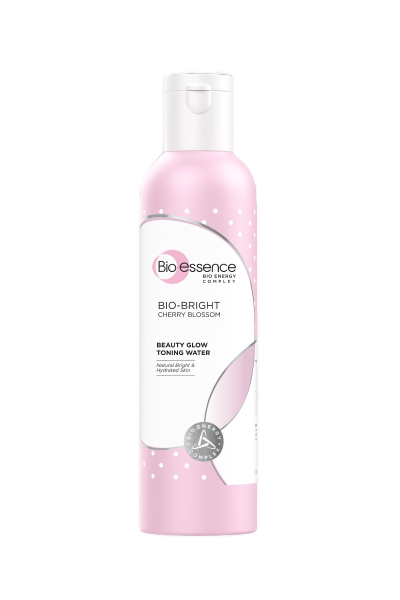 Bio essence
BIO ENERGY
COMPLEX
BIO-BRIGHT
CHERRY BLOSSOM
BEAUTY GLOW
TONING WATER
Natural Bright &
Hydrated Skin
BIO ENERGY
COMPLEX